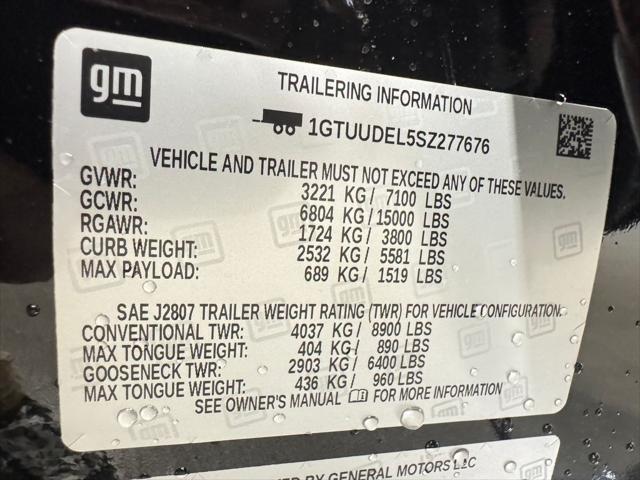 gm
TRAILERING INFORMATION
1GTUUDEL5SZ277676
VEHICLE AND TRAILER MUST NOT EXCEED ANY OF THESE VALUES.
GVWR: 3221 KG / 7100 LBS
GCWR: 6804 KG / 15000 LBS
RGAWR: 1724 KG / 3800 LBS
CURB WEIGHT: 2532 KG / 5581 LBS
MAX PAYLOAD: 689 KG / 1519 LBS
SAE J2807 TRAILER WEIGHT RATING (TWR) FOR VEHICLE CONFIGURATION.
CONVENTIONAL TWR: 4037 KG / 8900 LBS
MAX TONGUE WEIGHT: 404 KG / 890 LBS
GOOSENECK TWR: 2903 KG / 6400 LBS
MAX TONGUE WEIGHT: 436 KG / 960 LBS
SEE OWNER'S MANUAL FOR MORE INFORMATION
BY GENERAL MOTORS LLC